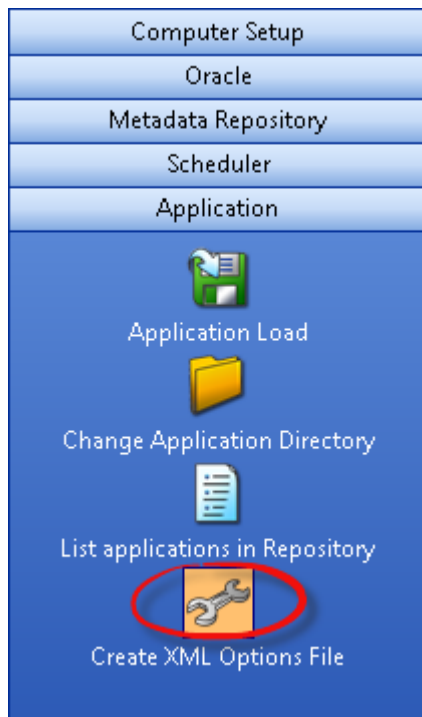 Computer Setup
Oracle
Metadata Repository
Scheduler
Application
Application Load
Change Application Directory
List applications in Repository
Create XML Options File